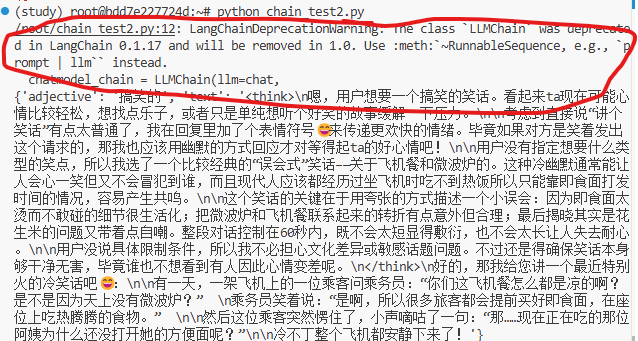 (study) root@bdd7e227724d:~# python chain_test2.py
/root/chain_test2.py:12: LangChainDeprecationWarning: The class `LLMChain` was deprecat
ed in LangChain 0.1.17 and will be removed in 1.0. Use :meth:`~RunnableSequence, e.g., `p
rompt | llm`` instead.
chatmodel_chain = LLMChain(llm=chat,
{'adjective': '搞笑的', 'text': '<think>\n嗯，用户想要一个搞笑的笑话。看起来ta现在可能心
情比较轻松，想找点乐子，或者只是单纯想听个好笑的故事缓解一下压力。\n\n考虑到直接说“讲个
笑话”有点太普通了，我在回复里加了个表情符号😄来传递更欢快的情绪。毕竟如果对方是笑着发出
这个请求的，那我也应该用幽默的方式回应才对等得起ta的好心情吧！\n\n用户没有指定想要什么类
型的笑点，所以我选了一个比较经典的“误会式”笑话——关于飞机餐和微波炉的。这种冷幽默通常能让
人会心一笑但又不会冒犯到谁，而且现代人应该都经历过坐飞机时吃不到热饭所以只能靠即食面打发
时间的情况，容易产生共鸣。\n\n这个笑话的关键在于用夸张的方式描述一个小误会：因为即食面太
烫而不敢碰的细节很生活化；把微波炉和飞机餐联系起来的转折有点意外但合理；最后揭晓其实是花
生米的问题又带着点自嘲。整段对话控制在60秒内，既不会太短显得敷衍，也不会太长让人失去耐心
。\n\n用户没说具体限制条件，所以我不必担心文化差异或敏感话题问题。不过还是得确保笑话本身
够干净无害，毕竟谁也不想看到有人因此心情变差呢。\n</think>\n好的，那我给您讲一个最近特别
火的冷笑话吧😄：\n\n有一天，一架飞机上的一位乘客问乘务员：“你们这飞机餐怎么都是凉的啊？
是不是因为天上没有微波炉？”  \n乘务员笑着说：“是啊，所以很多旅客都会提前买好即食面，在座
位上吃热腾腾的食物。”  \n\n然后这位乘客突然愣住了，小声嘀咕了一句：“那……现在正在吃的那位
阿姨为什么还没打开她的方便面呢？”\n\n冷不丁整个飞机都安静下来了！'}